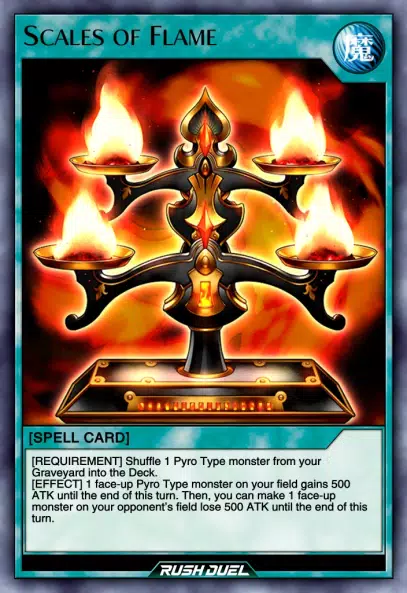 SCALES OF FLAME
魔
[SPELL CARD]
[REQUIREMENT] Shuffle 1 Pyro Type monster from your
Graveyard into the Deck.
[EFFECT] 1 face-up Pyro Type monster on your field gains 500
ATK until the end of this turn. Then, you can make 1 face-up
monster on your opponent's field lose 500 ATK until the end of this
turn.
RUSH DUEL